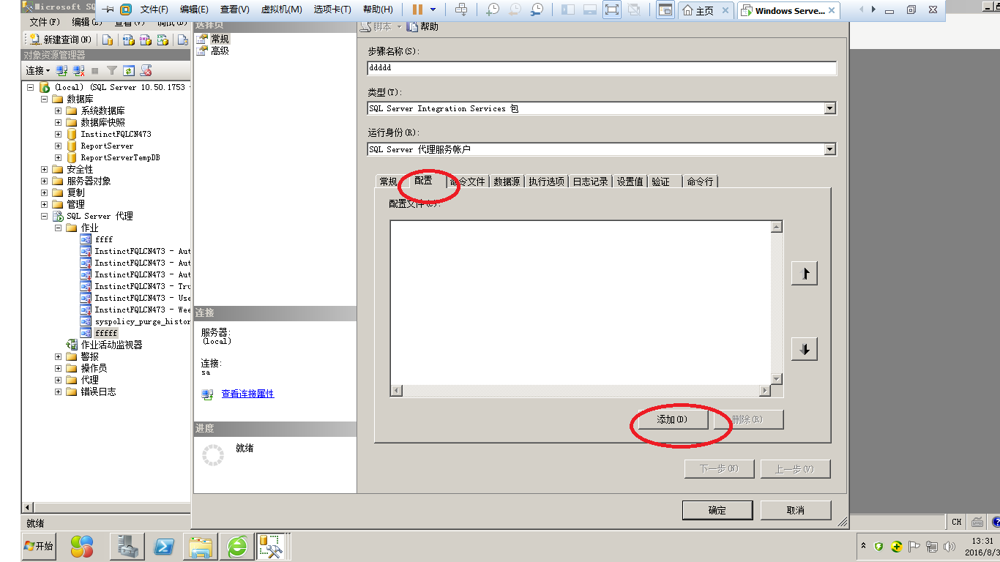 文件(F) 编辑(E) 查看(V) 虚拟机(M) 选项卡(T) 帮助(H)
主页
Windows Serve...
Microsoft SQ
文件(F) 编辑(E) 查看(V) 调试(D)
新建查询(N)
对象资源管理器
连接
(local) (SQL Server 10.50.1753 -
数据库
系统数据库
数据库快照
InstinctFQLCN473
ReportServer
ReportServerTempDB
安全性
服务器对象
复制
管理
SQL Server 代理
作业
ffff
InstinctFQLCN473 - Aut
InstinctFQLCN473 - Aut
InstinctFQLCN473 - Aut
InstinctFQLCN473 - Tru
InstinctFQLCN473 - Use
InstinctFQLCN473 - Wee
syspolicy_purge_histor
fffff
作业活动监视器
警报
操作员
代理
错误日志
就绪
选择页
常规
高级
连接
服务器:
(local)
连接:
sa
查看连接属性
进度
就绪
脚本 帮助
步骤名称(S):
ddddd
类型(T):
SQL Server Integration Services 包
运行身份(R):
SQL Server 代理服务帐户
常规 配置 命令文件 数据源 执行选项 日志记录 设置值 验证 命令行
配置文件(C):
添加(D) 删除(R)
下一步(N) 上一步(V)
确定 取消
CH
开始
13:31
2016/8/3